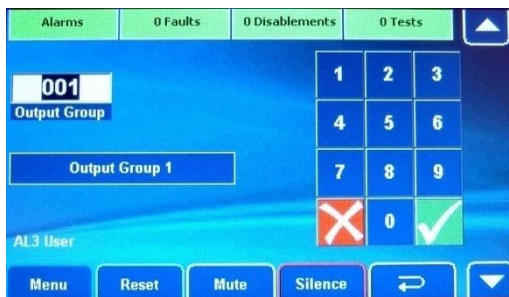 Alarms 0 Faults 0 Disablements 0 Tests
001
Output Group
Output Group 1
1 2 3
4 5 6
7 8 9
0
AL3 User
Menu Reset Mute Silence